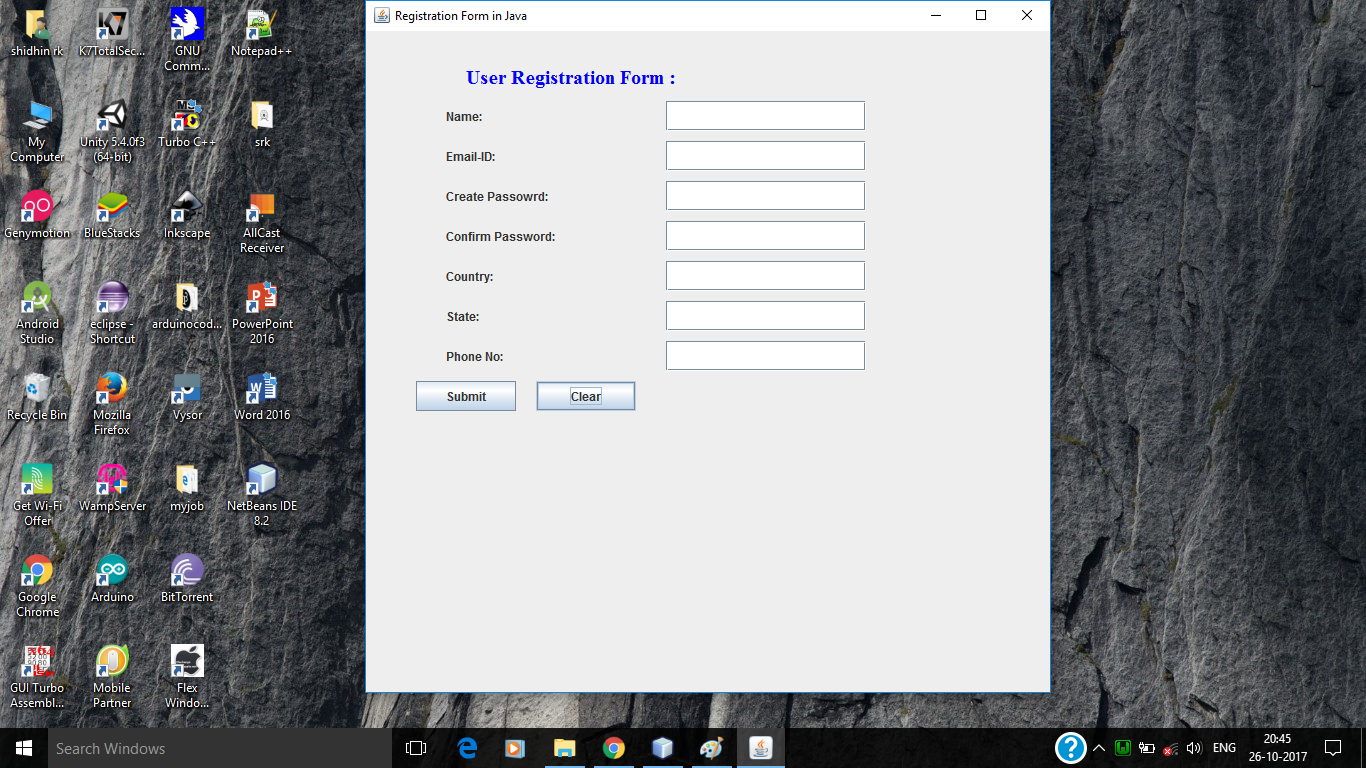 shidhin rk
K7TotalSec...
GNU
Comm...
Notepad++
My
Computer
Unity 5.4.0f3
(64-bit)
Turbo C++
srk
Genymotion
BlueStacks
Inkscape
AllCast
Receiver
Android
Studio
eclipse -
Shortcut
arduinocod...
PowerPoint
2016
Recycle Bin
Mozilla
Firefox
Vysor
Word 2016
Get Wi-Fi
Offer
WampServer
myjob
NetBeans IDE
8.2
Google
Chrome
Arduino
BitTorrent
GUI Turbo
Assembl...
Mobile
Partner
Flex
Windo...
Registration Form in Java
User Registration Form :
Name:
Email-ID:
Create Passowrd:
Confirm Password:
Country:
State:
Phone No:
Submit
Clear
Search Windows
ENG
20:45
26-10-2017